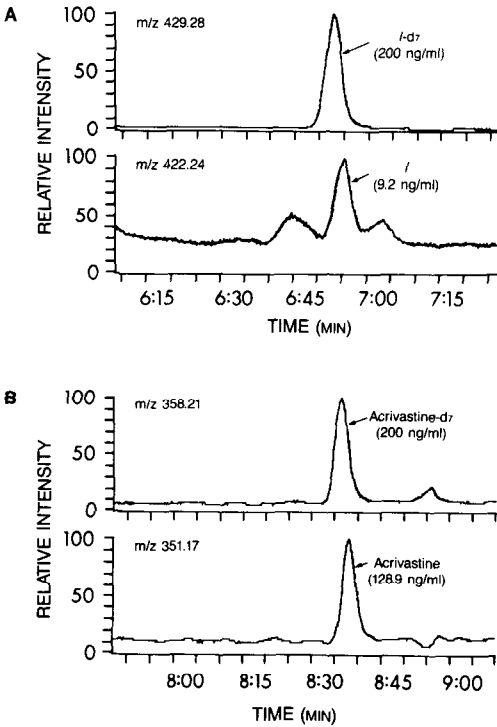 A
m/z 429.28
l-d7
(200 ng/ml)
100
50
0
m/z 422.24
l
(9.2 ng/ml)
100
50
0
RELATIVE INTENSITY
6:15 6:30 6:45 7:00 7:15
TIME (MIN)
B
m/z 358.21
Acrivastine-d7
(200 ng/ml)
100
50
0
m/z 351.17
Acrivastine
(128.9 ng/ml)
100
50
0
RELATIVE INTENSITY
8:00 8:15 8:30 8:45 9:00
TIME (MIN)